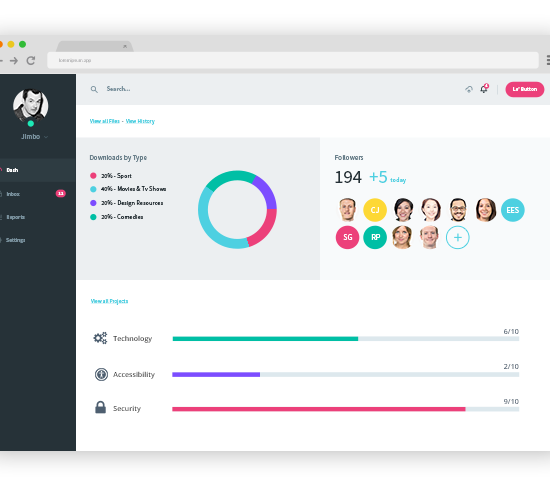 loremipsum.app
Search...
Le' Button
Jimbo
View all Files - View History
Dash
Inbox
Reports
Settings
Downloads by Type
20% - Sport
40% - Movies & Tv Shows
20% - Design Resources
20% - Comedies
Followers
194 +5 today
CJ
EES
SG
RP
+
View all Projects
Technology
6/10
Accessibility
2/10
Security
9/10